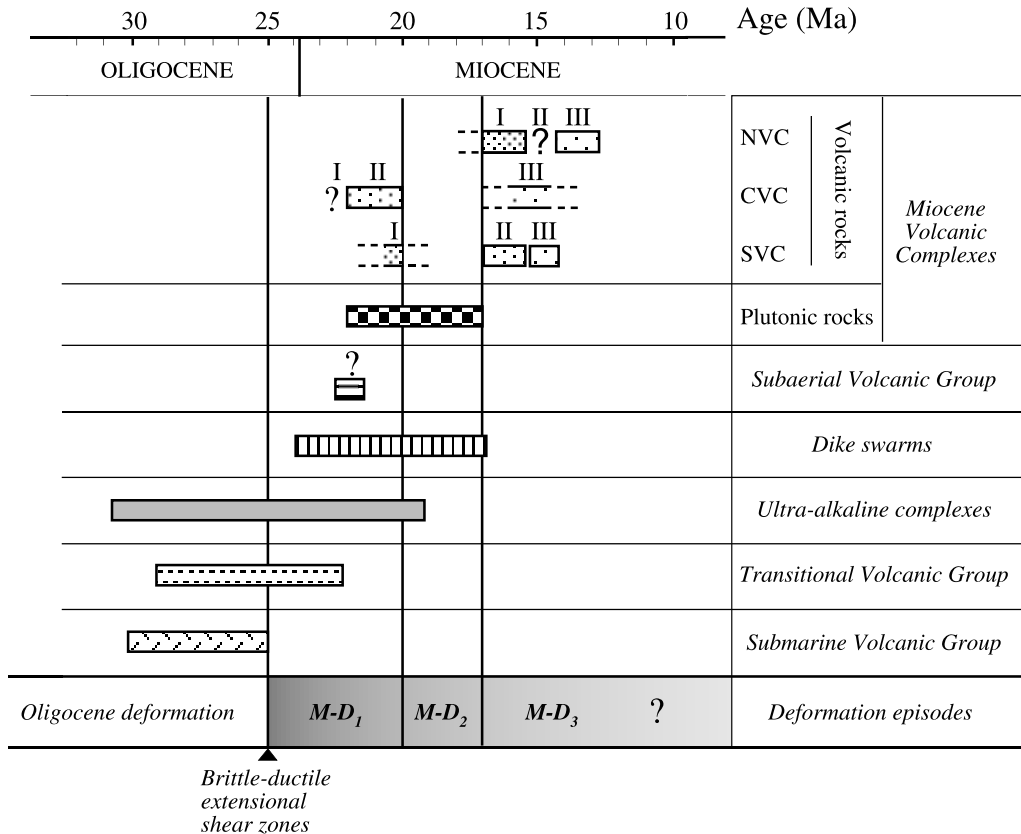 30 25 20 15 10 Age (Ma)
OLIGOCENE MIOCENE
I II III
? NVC
I II III
? CVC
I II III
SVC
Volcanic rocks
Miocene
Volcanic
Complexes
Plutonic rocks
?
Subaerial Volcanic Group
Dike swarms
Ultra-alkaline complexes
Transitional Volcanic Group
Submarine Volcanic Group
Oligocene deformation M-D1 M-D2 M-D3 ? Deformation episodes
Brittle-ductile
extensional
shear zones